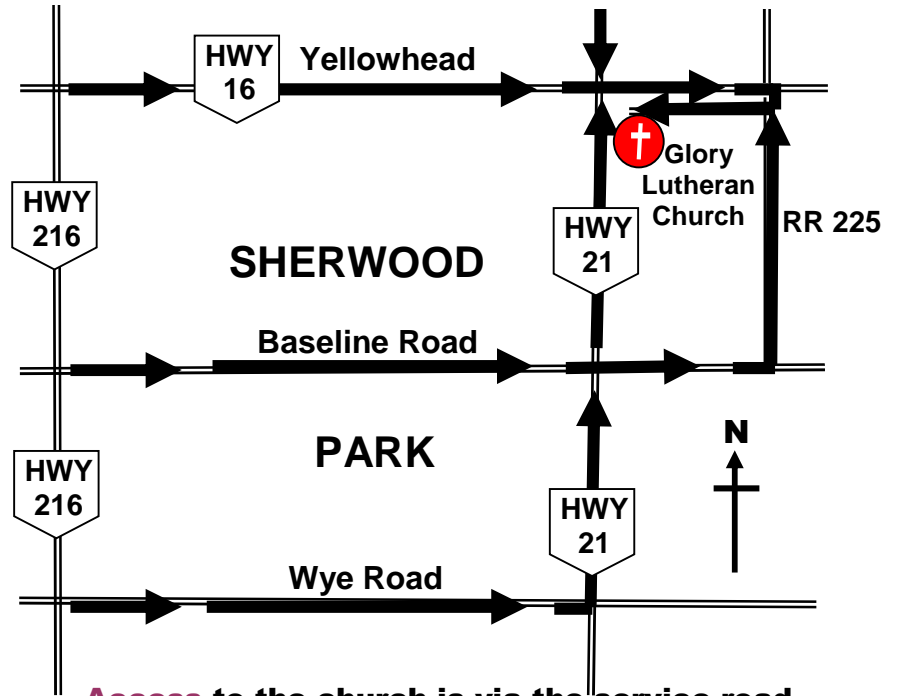 HWY
16
Yellowhead
Glory
Lutheran
Church
HWY
216
RR 225
HWY
21
SHERWOOD
Baseline Road
PARK
N
HWY
216
HWY
21
Wye Road
Access to the church is via the service road